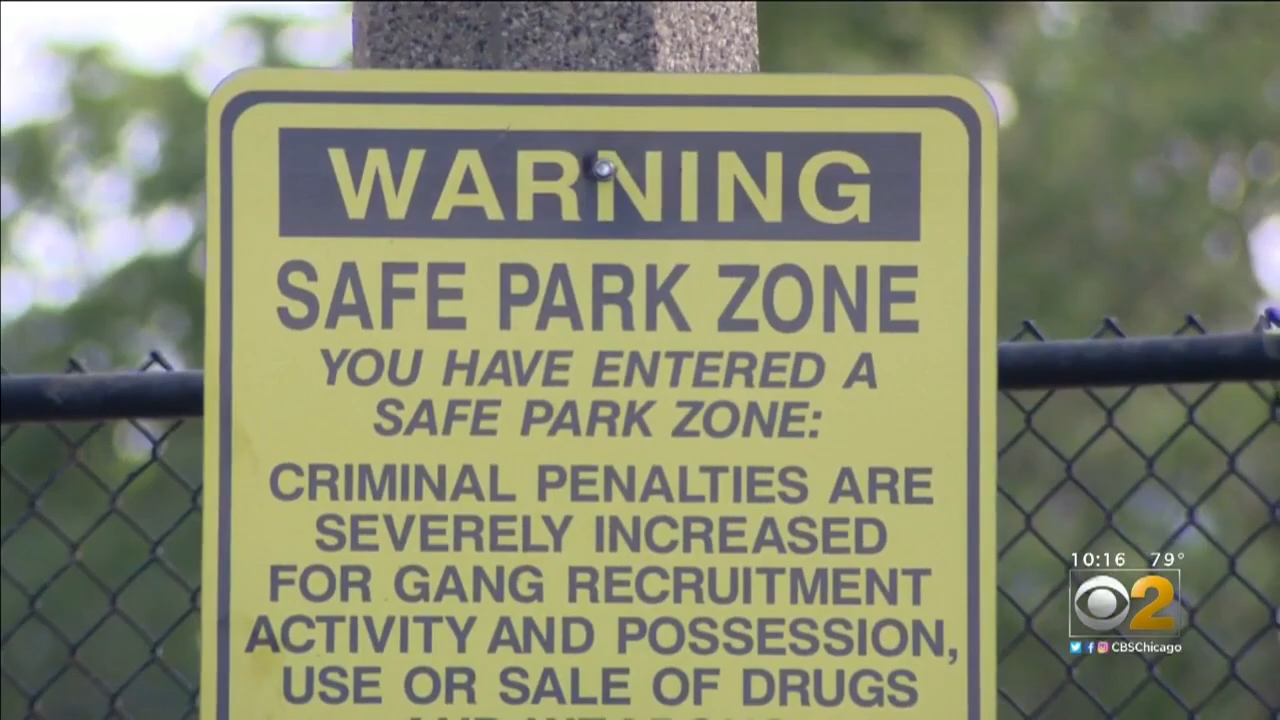 WARNING
SAFE PARK ZONE
YOU HAVE ENTERED A
SAFE PARK ZONE:
CRIMINAL PENALTIES ARE
SEVERELY INCREASED
FOR GANG RECRUITMENT
ACTIVITY AND POSSESSION,
USE OR SALE OF DRUGS
10:16 79°
2
CBSChicago